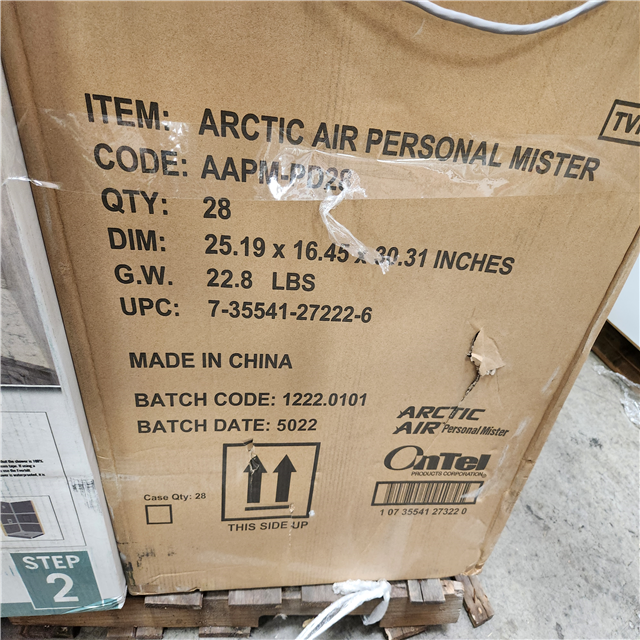 ITEM: ARCTIC AIR PERSONAL MISTER
CODE: AAPM-PD28
QTY: 28
DIM: 25.19 x 16.45 x 30.31 INCHES
G.W. 22.8 LBS
UPC: 7-35541-27222-6
MADE IN CHINA
BATCH CODE: 1222.0101
BATCH DATE: 5022
ARCTIC
AIR Personal Mister
OnTel
PRODUCTS CORPORATION
1 07 35541 27322 0
Case Qty: 28
THIS SIDE UP
STEP
2